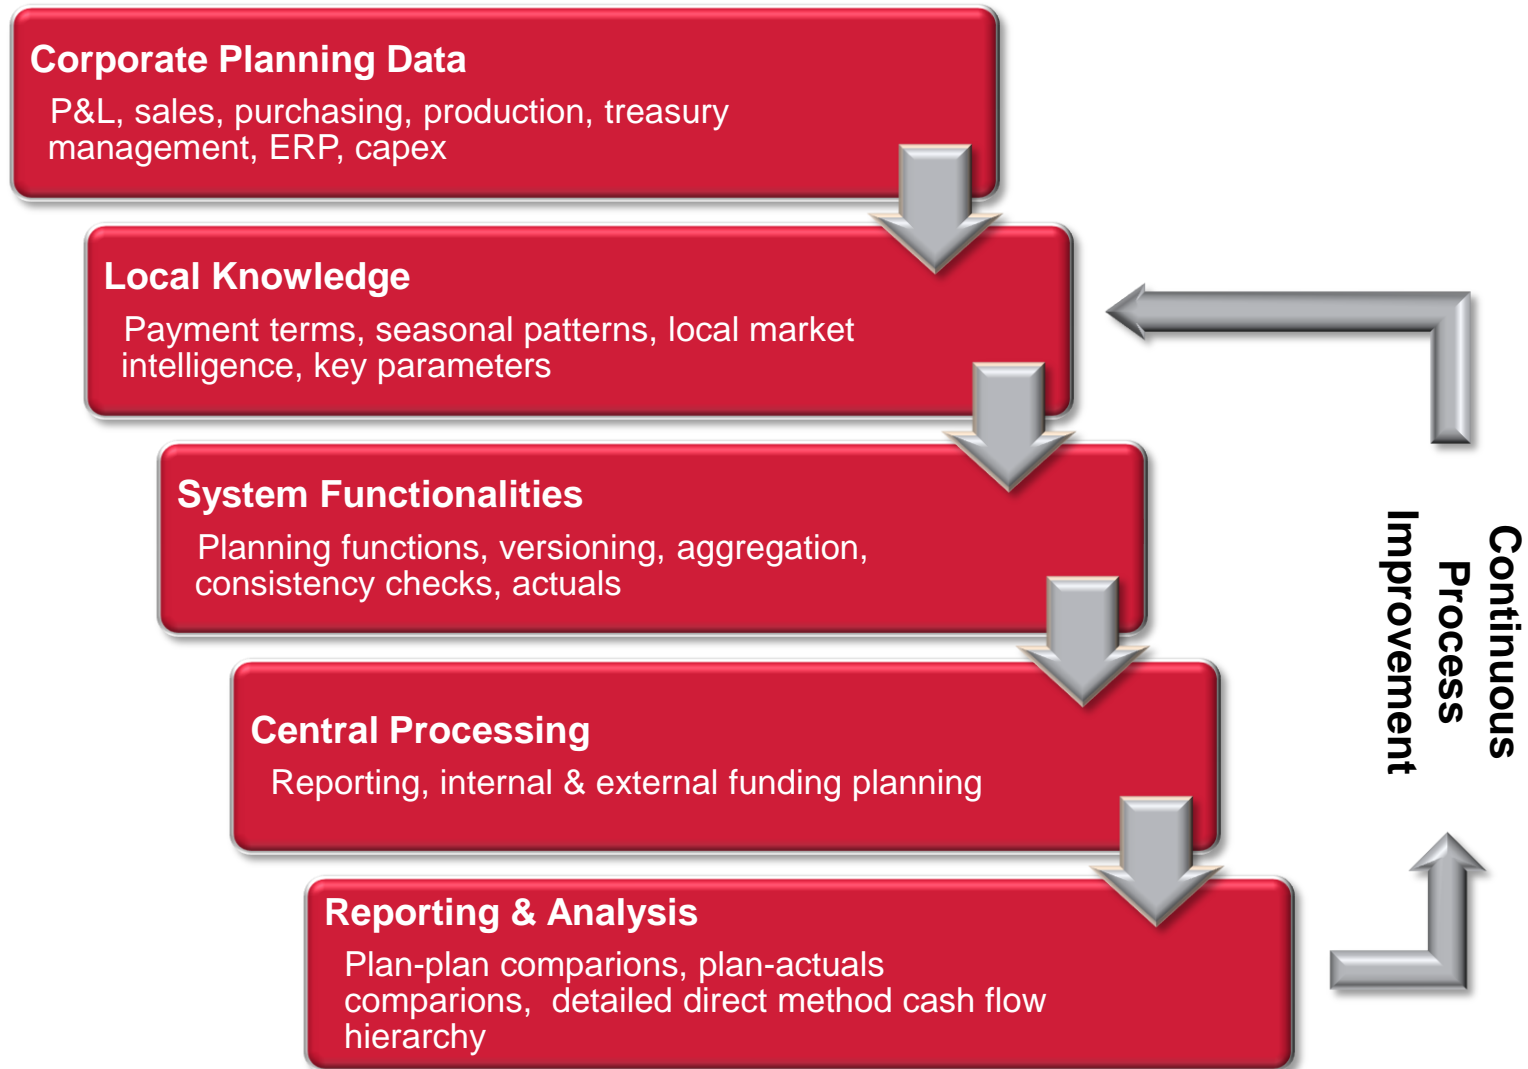 Corporate Planning Data
P&L, sales, purchasing, production, treasury
management, ERP, capex
Local Knowledge
Payment terms, seasonal patterns, local market
intelligence, key parameters
System Functionalities
Planning functions, versioning, aggregation,
consistency checks, actuals
Central Processing
Reporting, internal & external funding planning
Reporting & Analysis
Plan-plan comparions, plan-actuals
comparions,  detailed direct method cash flow
hierarchy
Continuous
Process
Improvement